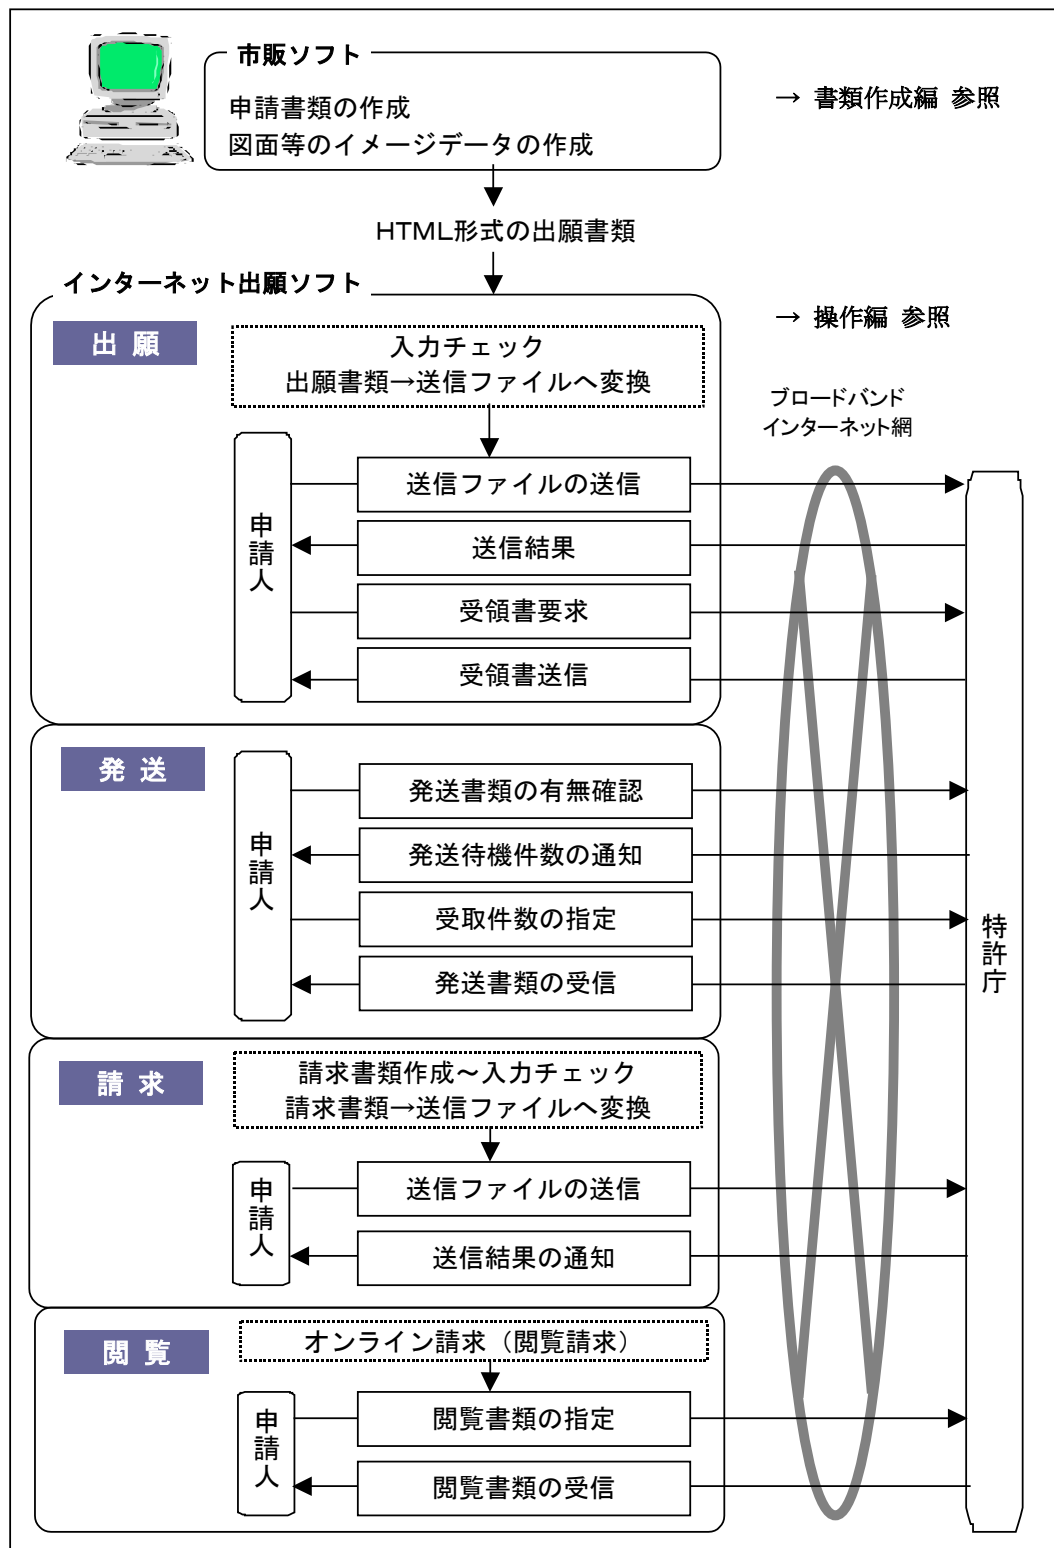 市販ソフト
申請書類の作成
図面等のイメージデータの作成
→ 書類作成編 参照
HTML形式の出願書類
インターネット出願ソフト
→ 操作編 参照
出 願
入力チェック
出願書類→送信ファイルへ変換
ブロードバンド
インターネット網
申請人
送信ファイルの送信
送信結果
受領書要求
受領書送信
特許庁
発 送
申請人
発送書類の有無確認
発送待機件数の通知
受取件数の指定
発送書類の受信
請 求
請求書類作成~入力チェック
請求書類→送信ファイルへ変換
申請人
送信ファイルの送信
送信結果の通知
閲 覧
オンライン請求(閲覧請求)
申請人
閲覧書類の指定
閲覧書類の受信